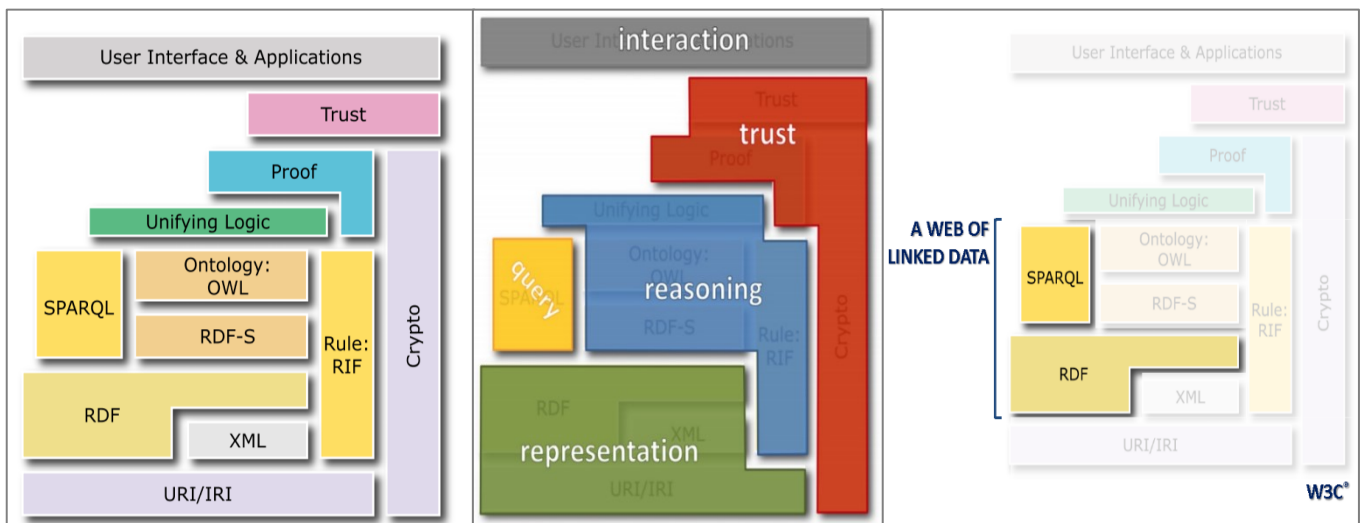 User Interface & Applications
Trust
Proof
Unifying Logic
Ontology:
OWL
SPARQL
RDF-S
Rule:
RIF
Crypto
RDF
XML
URI/IRI
User Interface & Applications
interaction
Trust
trust
Proof
Unifying Logic
Ontology:
OWL
SPARQL
query
reasoning
RDF-S
Rule:
RIF
Crypto
RDF
XML
representation
URI/IRI
User Interface & Applications
Trust
Proof
Unifying Logic
A WEB OF
LINKED DATA
Ontology:
OWL
SPARQL
RDF-S
Rule:
RIF
Crypto
RDF
XML
URI/IRI
W3C®